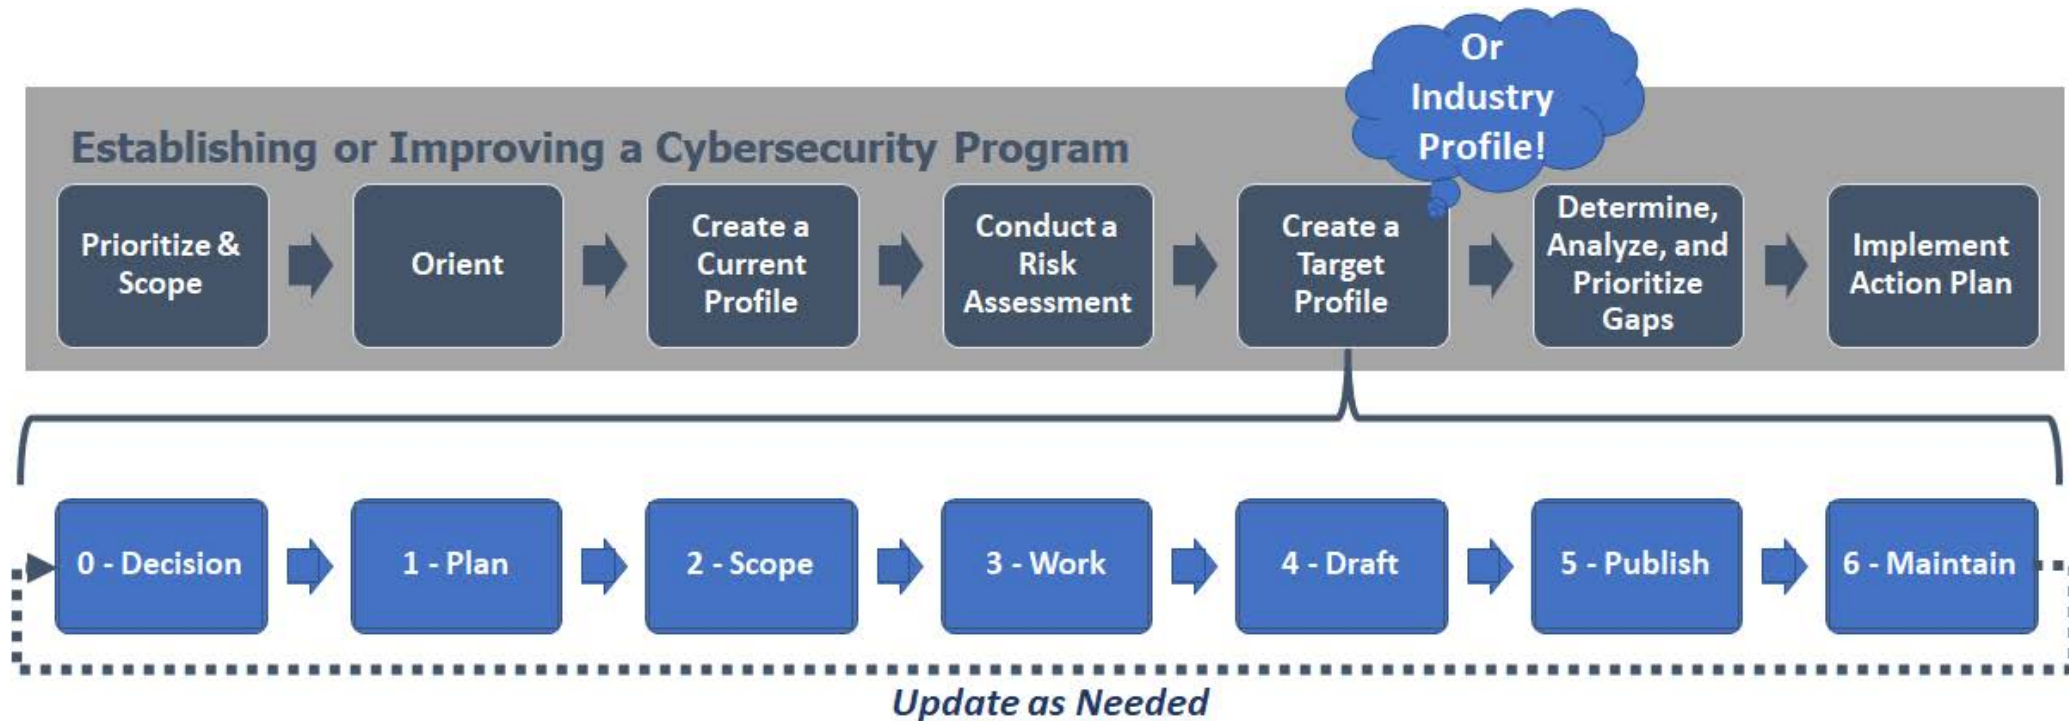 Or
Industry
Profile!
Establishing or Improving a Cybersecurity Program
Prioritize &
Scope
Orient
Create a
Current
Profile
Conduct a
Risk
Assessment
Create a
Target
Profile
Determine,
Analyze, and
Prioritize
Gaps
Implement
Action Plan
0 - Decision
1 - Plan
2 - Scope
3 - Work
4 - Draft
5 - Publish
6 - Maintain
Update as Needed